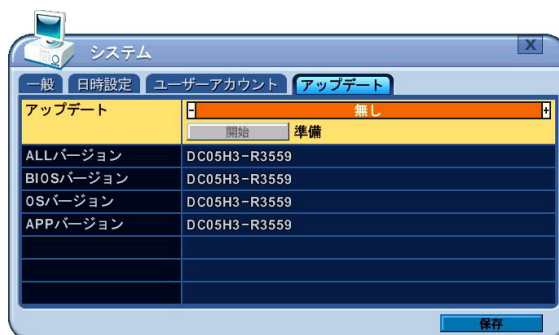 システム X
一般 日時設定 ユーザーアカウント アップデート
アップデート - 無し +
開始 準備
ALLバージョン DC05H3-R3559
BIOSバージョン DC05H3-R3559
OSバージョン DC05H3-R3559
APPバージョン DC05H3-R3559
保存